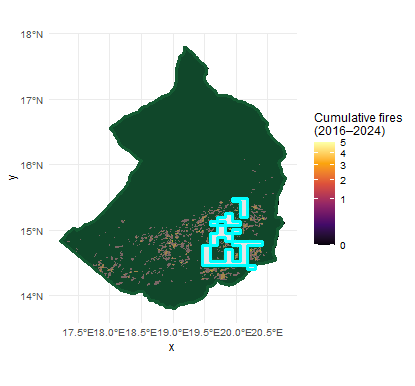 18°N
17°N
16°N
15°N
14°N
y
17.5°E18.0°E18.5°E19.0°E19.5°E20.0°E20.5°E
x
Cumulative fires
(2016–2024)
5
4
3
2
1
0